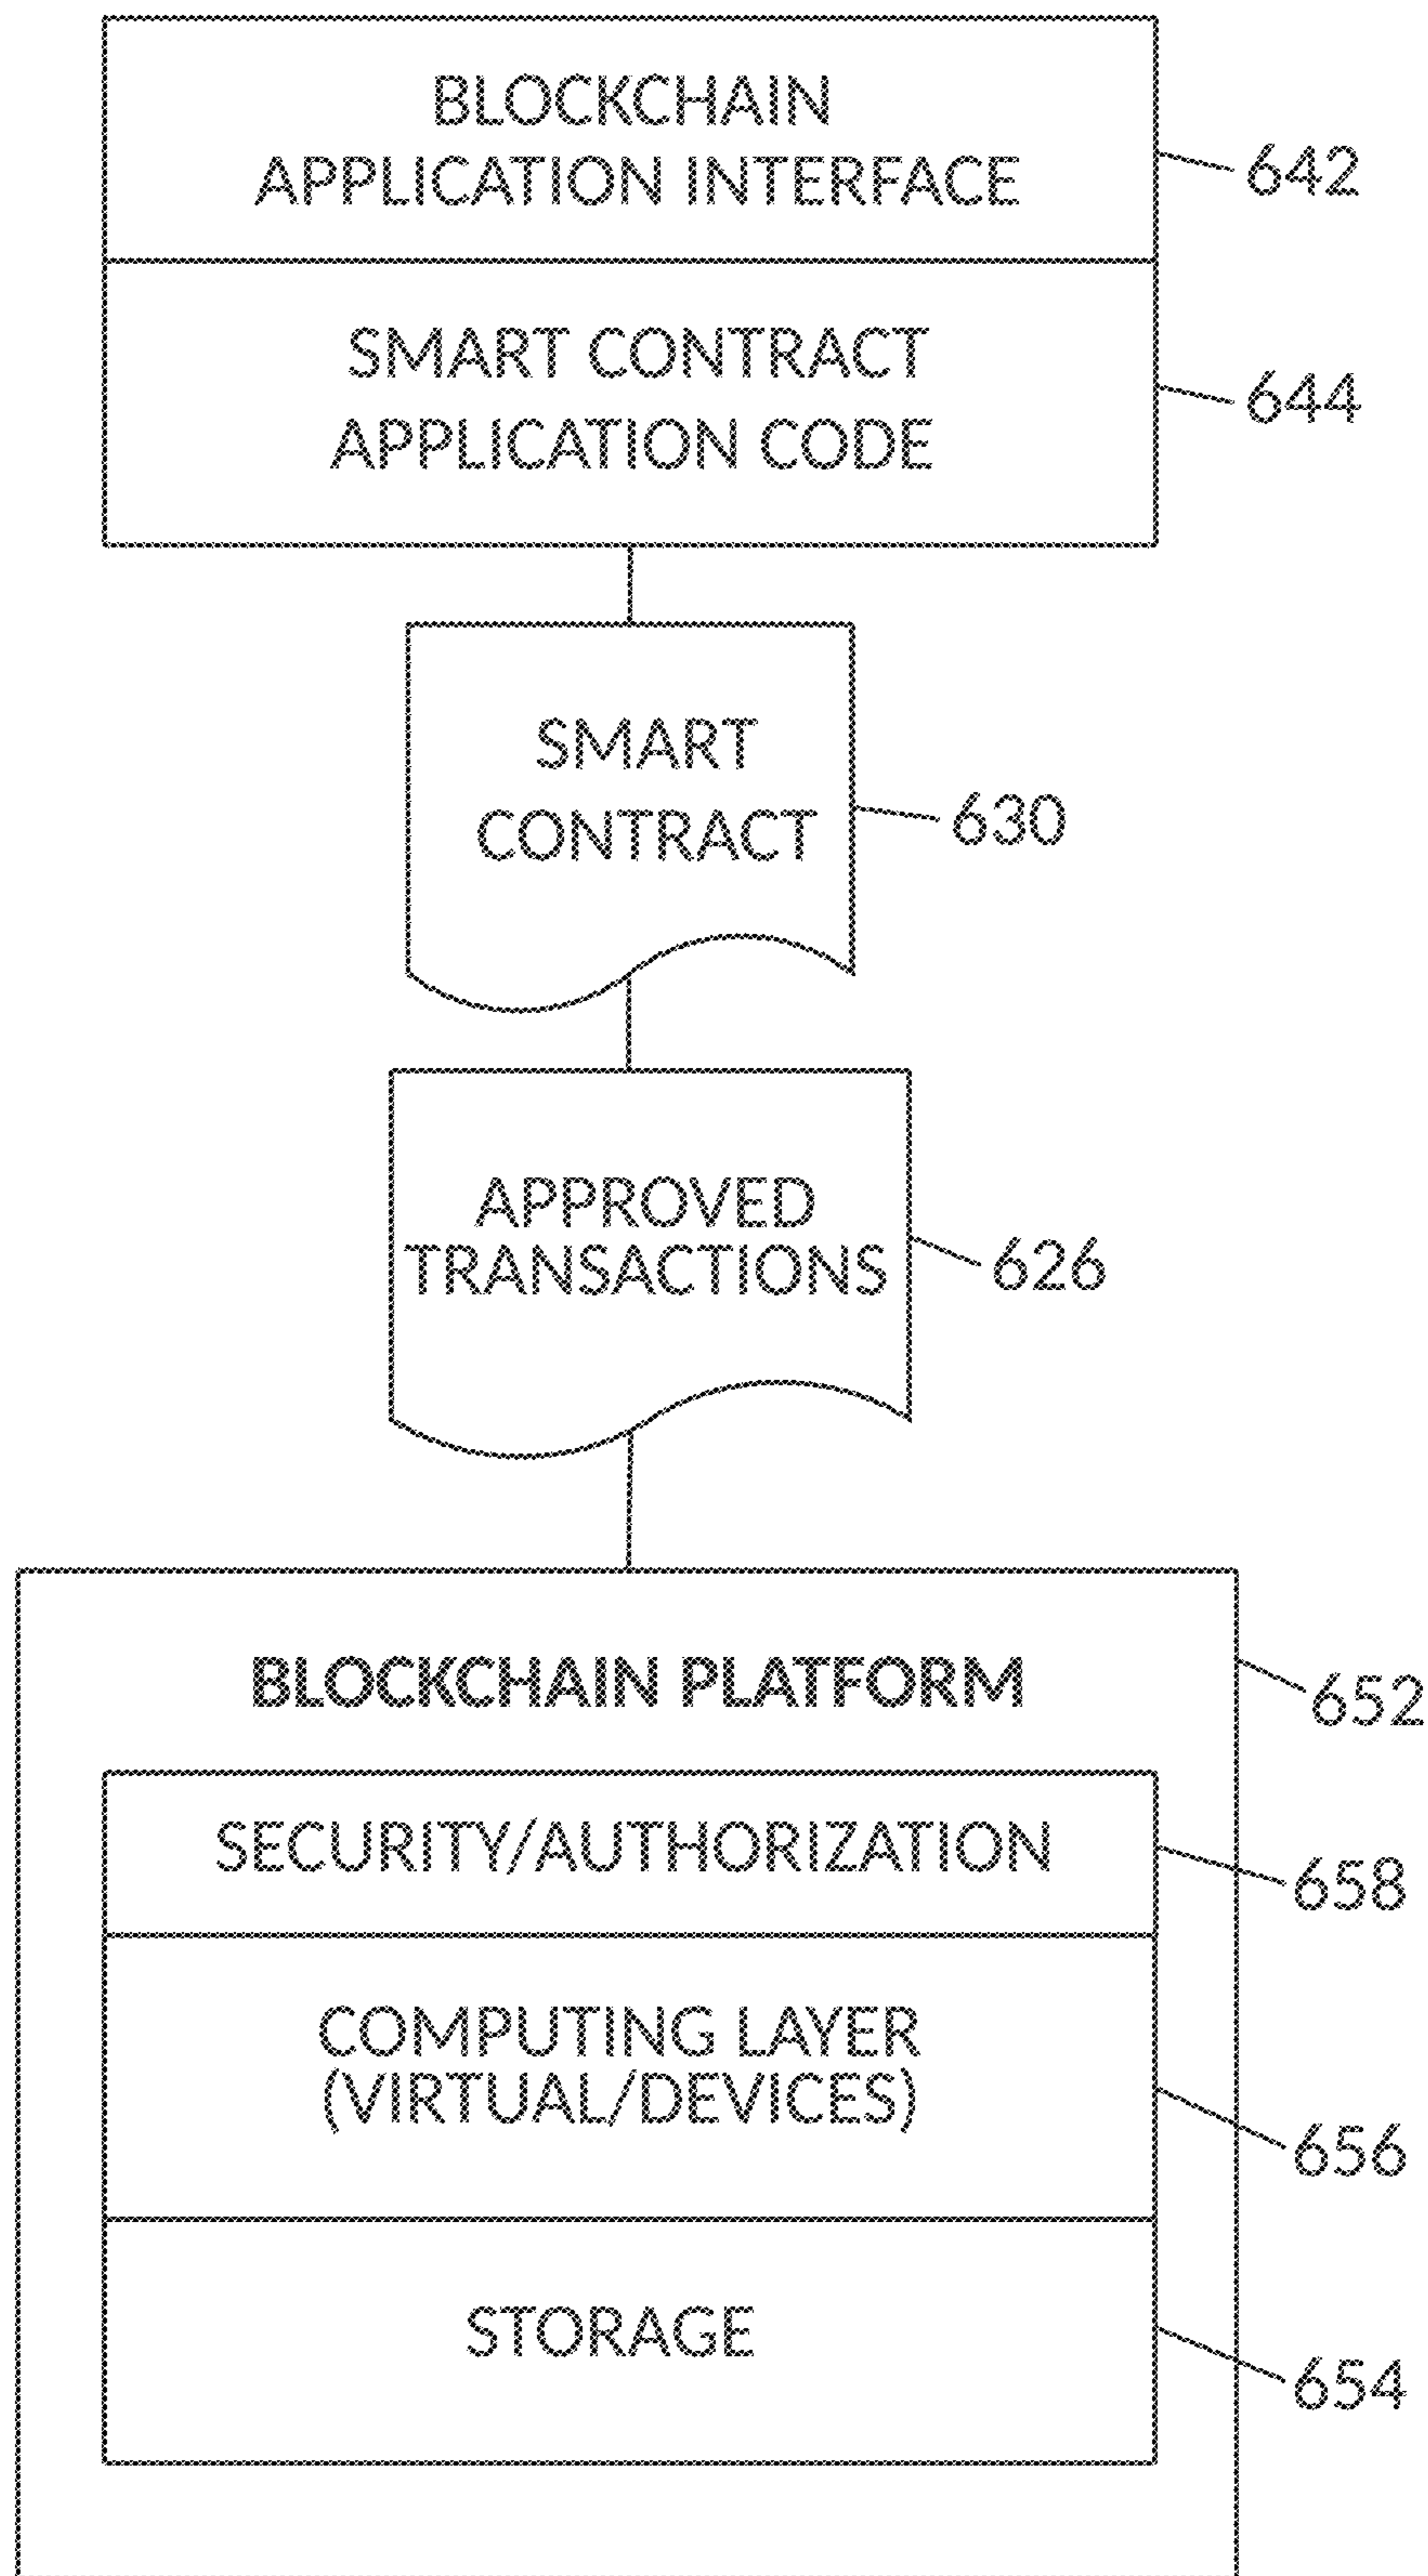 BLOCKCHAIN
APPLICATION INTERFACE
642
SMART CONTRACT
APPLICATION CODE
644
SMART
CONTRACT
630
APPROVED
TRANSACTIONS
626
BLOCKCHAIN PLATFORM
652
SECURITY/AUTHORIZATION
658
COMPUTING LAYER
(VIRTUAL/DEVICES)
656
STORAGE
654